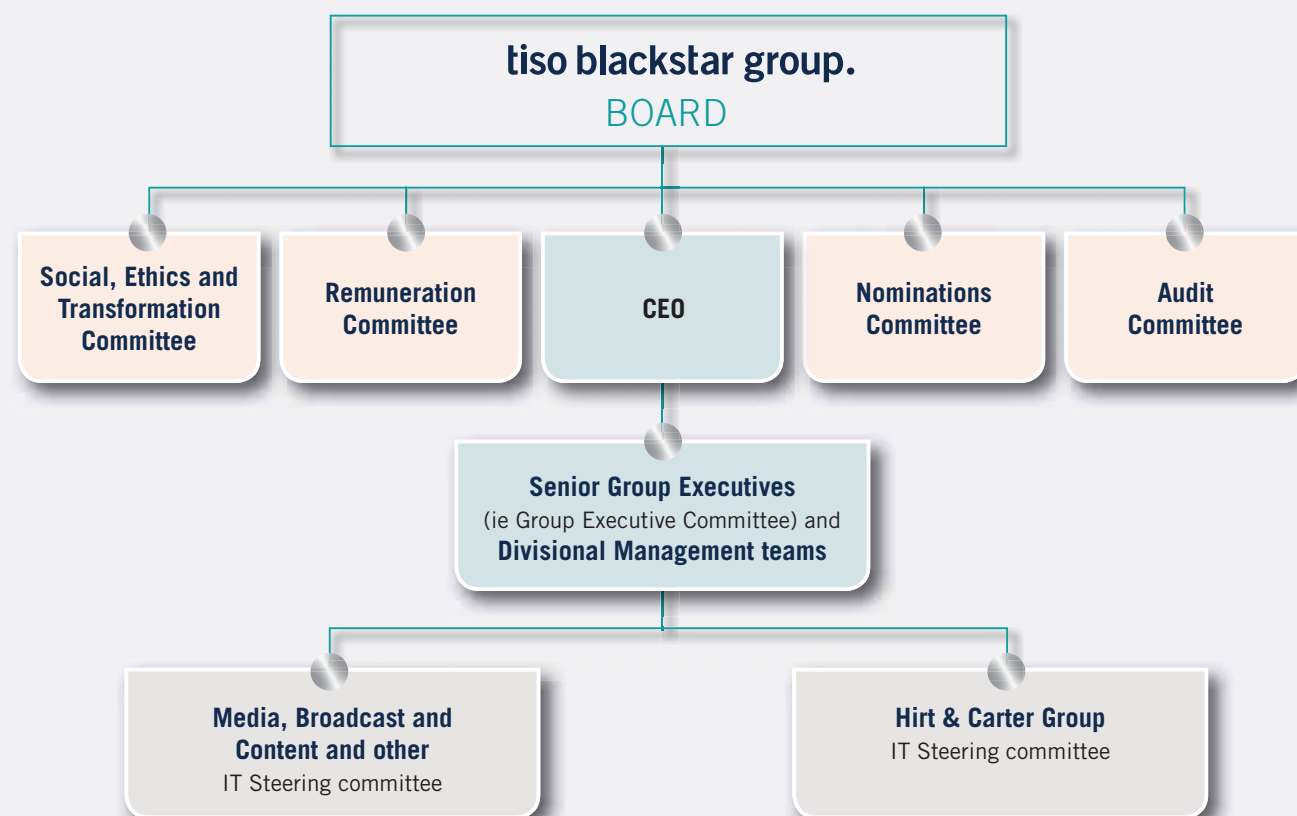 tiso blackstar group.
BOARD
Social, Ethics and
Transformation
Committee
Remuneration
Committee
CEO
Nominations
Committee
Audit
Committee
Senior Group Executives
(ie Group Executive Committee) and
Divisional Management teams
Media, Broadcast and
Content and other
IT Steering committee
Hirt & Carter Group
IT Steering committee